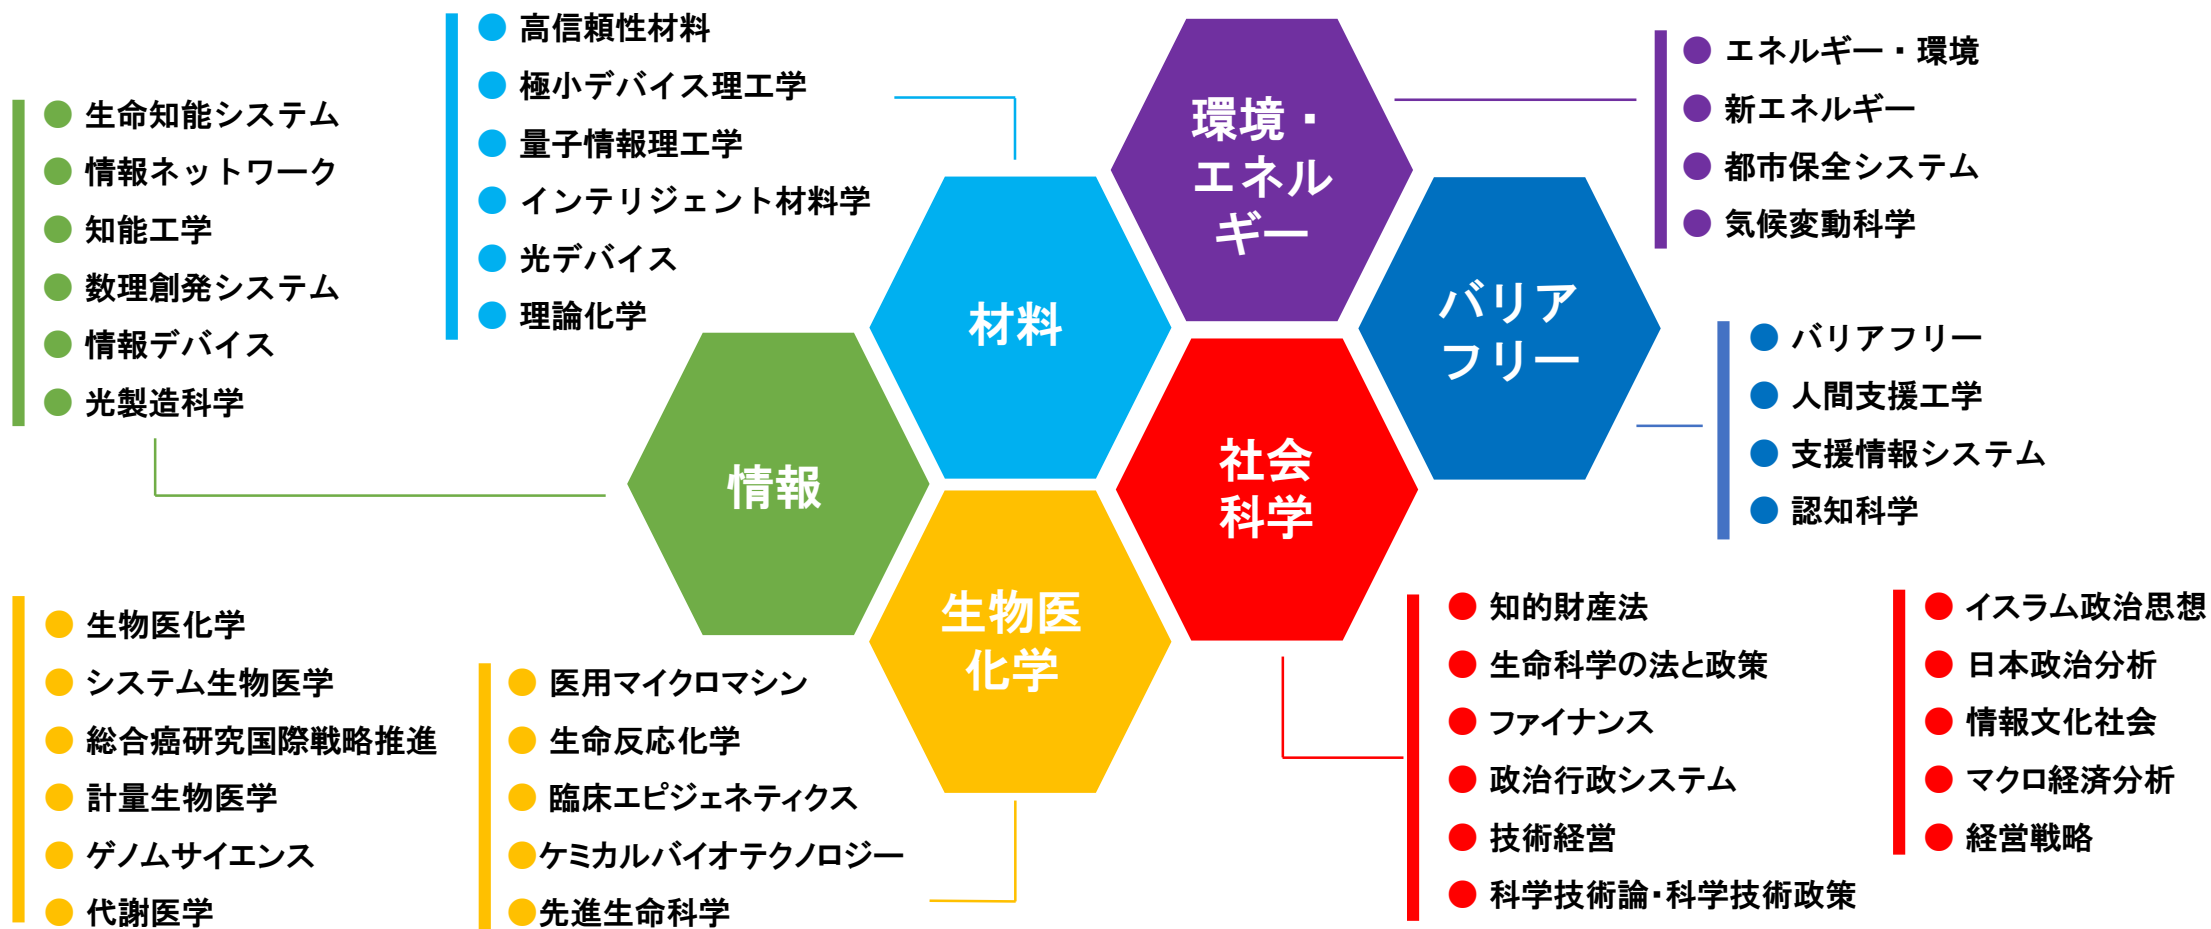 高信頼性材料
極小デバイス理工学
量子情報理工学
インテリジェント材料学
光デバイス
理論化学
生命知能システム
情報ネットワーク
知能工学
数理創発システム
情報デバイス
光製造科学
環境・
エネル
ギー
エネルギー・環境
新エネルギー
都市保全システム
気候変動科学
材料
バリア
フリー
バリアフリー
人間支援工学
支援情報システム
認知科学
情報
社会
科学
生物医
化学
生物医化学
システム生物医学
総合癌研究国際戦略推進
計量生物医学
ゲノムサイエンス
代謝医学
医用マイクロマシン
生命反応化学
臨床エピジェネティクス
ケミカルバイオテクノロジー
先進生命科学
知的財産法
生命科学の法と政策
ファイナンス
政治行政システム
技術経営
科学技術論・科学技術政策
イスラム政治思想
日本政治分析
情報文化社会
マクロ経済分析
経営戦略